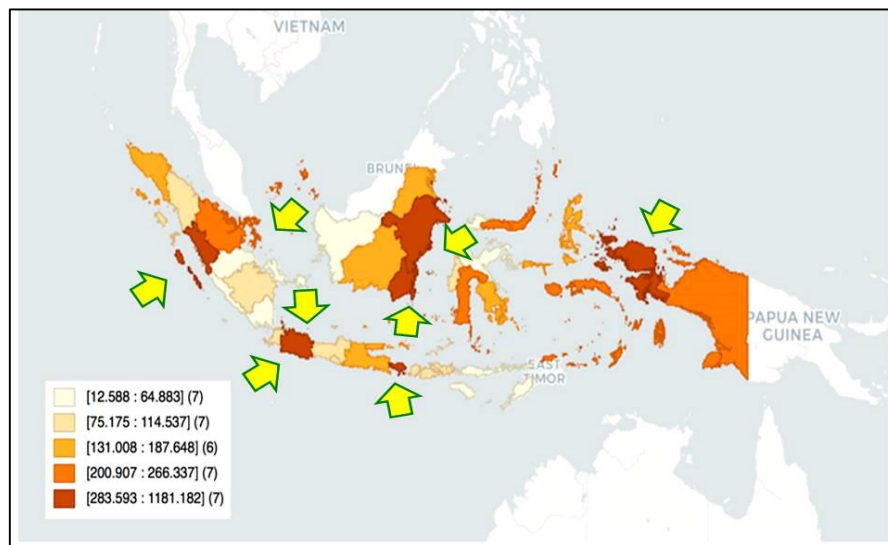 VIETNAM
BRUNEI
PAPUA NEW
GUINEA
EAST
TIMOR
[12.588 : 64.883] (7)
[75.175 : 114.537] (7)
[131.008 : 187.648] (6)
[200.907 : 266.337] (7)
[283.593 : 1181.182] (7)